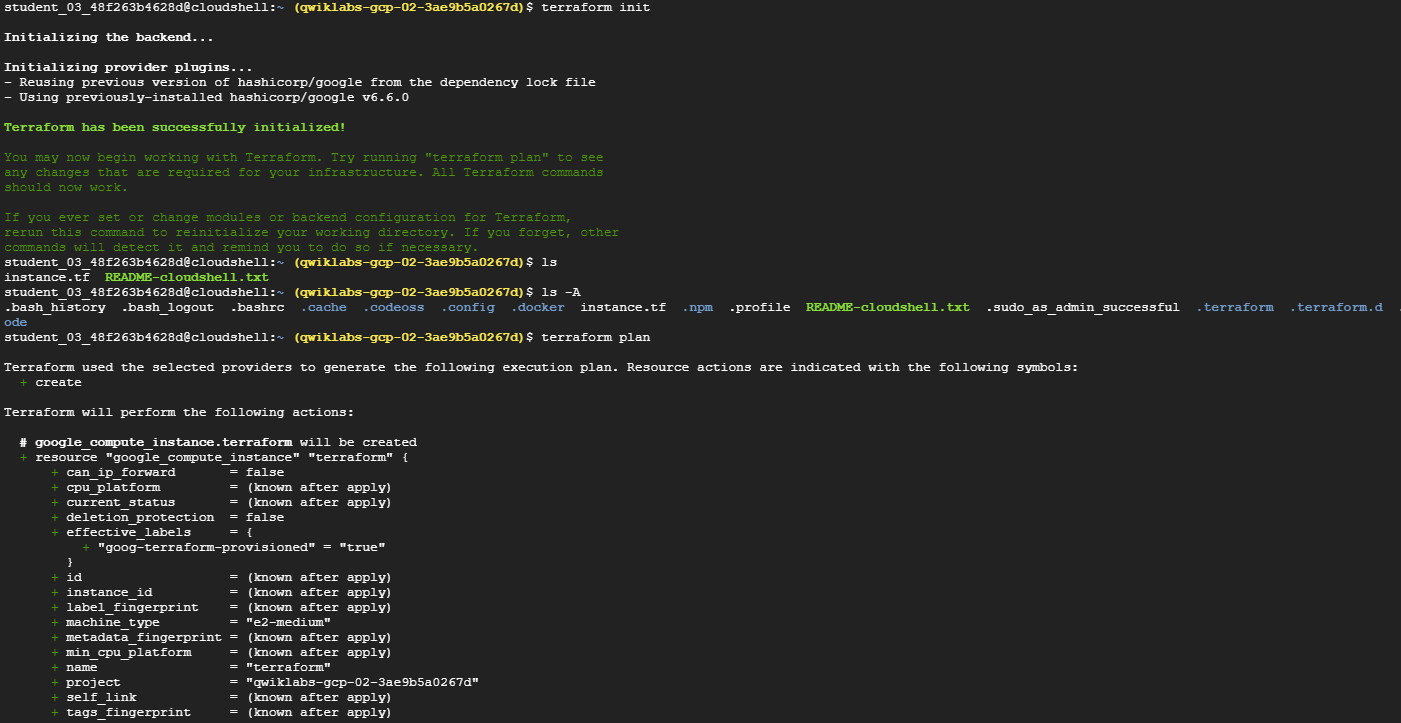 student_03_48f263b4628d@cloudshell:~ (qwiklabs-gcp-02-3ae9b5a0267d)$ terraform init
Initializing the backend...
Initializing provider plugins...
- Reusing previous version of hashicorp/google from the dependency lock file
- Using previously-installed hashicorp/google v6.6.0
Terraform has been successfully initialized!
You may now begin working with Terraform. Try running "terraform plan" to see
any changes that are required for your infrastructure. All Terraform commands
should now work.
If you ever set or change modules or backend configuration for Terraform,
rerun this command to reinitialize your working directory. If you forget, other
commands will detect it and remind you to do so if necessary.
student_03_48f263b4628d@cloudshell:~ (qwiklabs-gcp-02-3ae9b5a0267d)$ ls
instance.tf  README-cloudshell.txt
student_03_48f263b4628d@cloudshell:~ (qwiklabs-gcp-02-3ae9b5a0267d)$ ls -A
.bash_history  .bash_logout  .bashrc  .cache  .codeoss  .config  .docker  instance.tf  .npm  .profile  README-cloudshell.txt  .sudo_as_admin_successful  .terraform  .terraform.d  .
ode
student_03_48f263b4628d@cloudshell:~ (qwiklabs-gcp-02-3ae9b5a0267d)$ terraform plan
Terraform used the selected providers to generate the following execution plan. Resource actions are indicated with the following symbols:
  + create
Terraform will perform the following actions:
  # google_compute_instance.terraform will be created
  + resource "google_compute_instance" "terraform" {
      + can_ip_forward       = false
      + cpu_platform         = (known after apply)
      + current_status       = (known after apply)
      + deletion_protection  = false
      + effective_labels     = {
          + "goog-terraform-provisioned" = "true"
        }
      + id                   = (known after apply)
      + instance_id          = (known after apply)
      + label_fingerprint    = (known after apply)
      + machine_type         = "e2-medium"
      + metadata_fingerprint = (known after apply)
      + min_cpu_platform     = (known after apply)
      + name                 = "terraform"
      + project              = "qwiklabs-gcp-02-3ae9b5a0267d"
      + self_link            = (known after apply)
      + tags_fingerprint     = (known after apply)